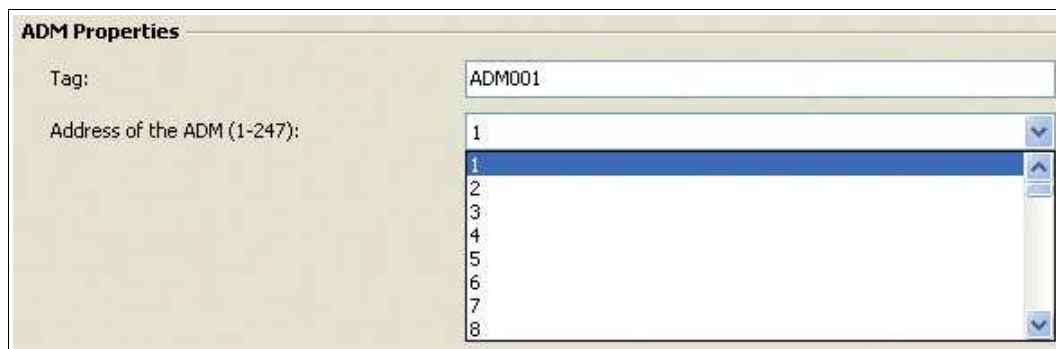 ADM Properties
Tag: ADM001
Address of the ADM (1-247): 1
1
2
3
4
5
6
7
8